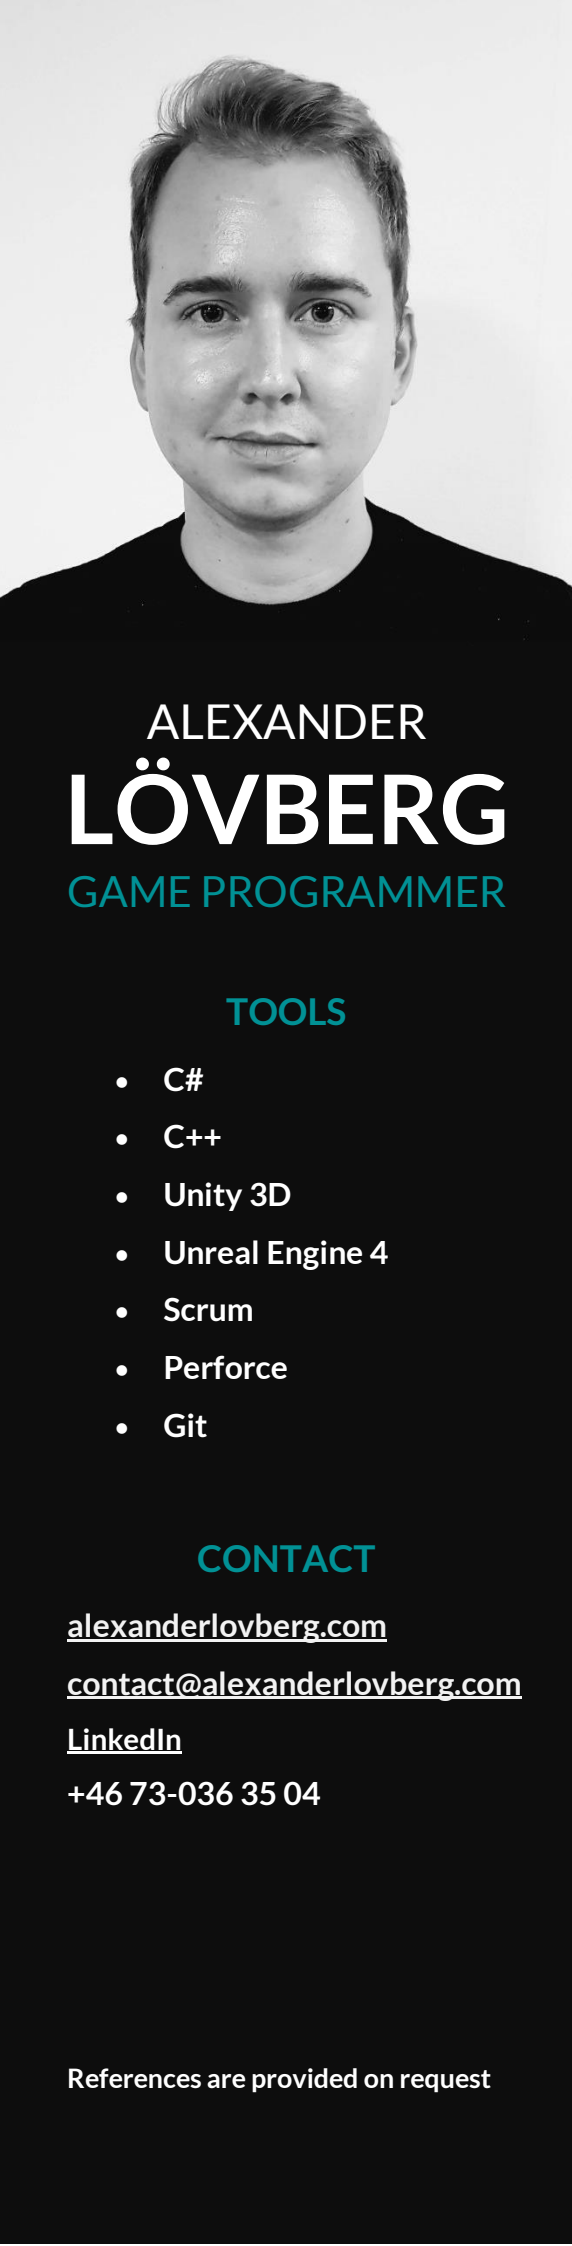 ALEXANDER
LÖVBERG
GAME PROGRAMMER
TOOLS
• C#
• C++
• Unity 3D
• Unreal Engine 4
• Scrum
• Perforce
• Git
CONTACT
alexanderlovberg.com
contact@alexanderlovberg.com
LinkedIn
+46 73-036 35 04
References are provided on request